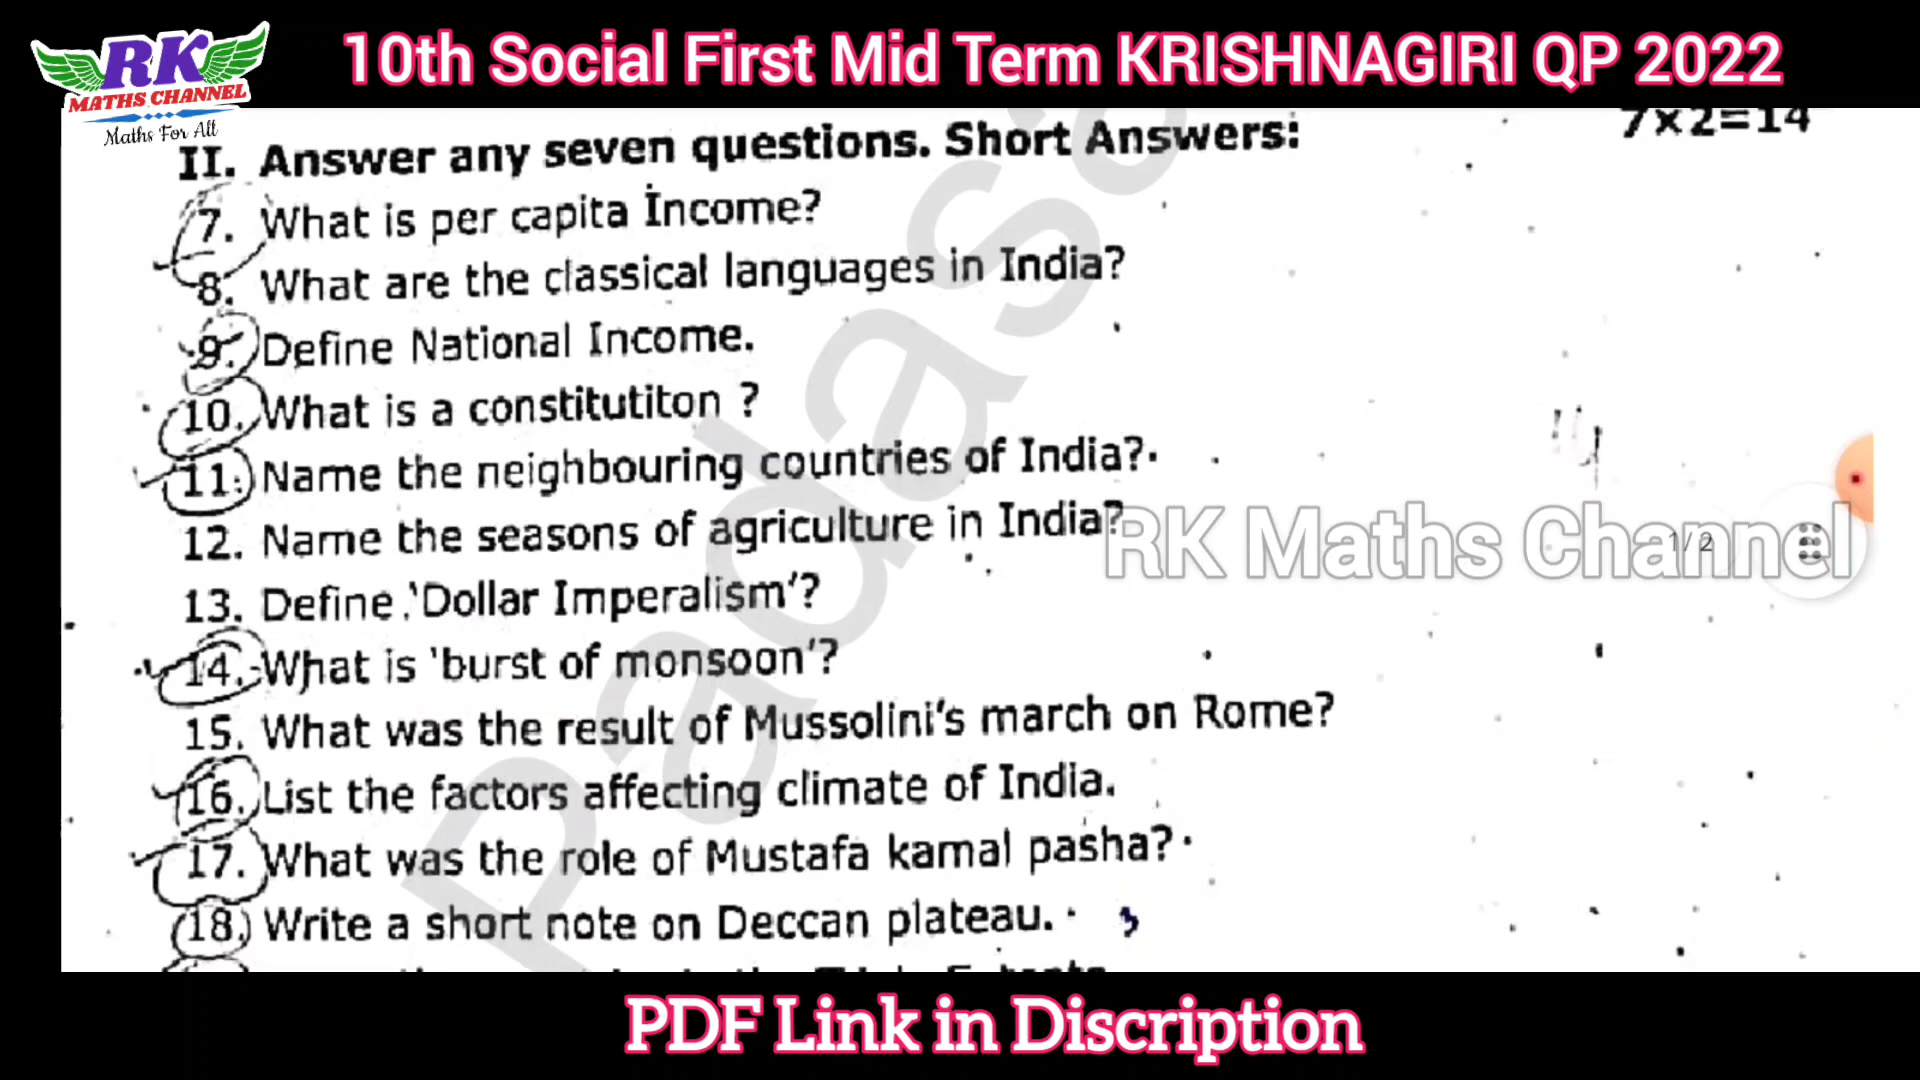 RK
MATHS CHANNEL
Maths For All
10th Social First Mid Term KRISHNAGIRI QP 2022
7×2=14
II. Answer any seven questions. Short Answers:
7. What is per capita Income?
8. What are the classical languages in India?
9. Define National Income.
10. What is a constitutiton ?
11. Name the neighbouring countries of India?
12. Name the seasons of agriculture in India?
13. Define 'Dollar Imperalism'?
14. What is 'burst of monsoon'?
15. What was the result of Mussolini's march on Rome?
16. List the factors affecting climate of India.
17. What was the role of Mustafa kamal pasha?
18. Write a short note on Deccan plateau.
RK Maths Channel
1/2
PDF Link in Discription